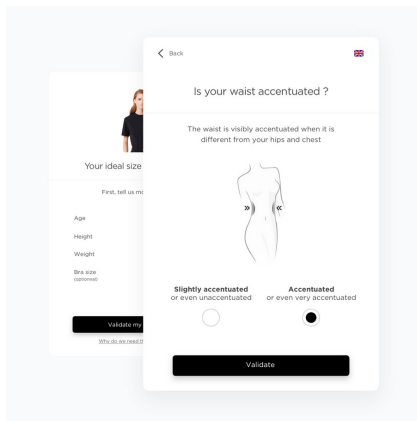 Back
Is your waist accentuated ?
The waist is visibly accentuated when it is
different from your hips and chest
» «
Slightly accentuated
or even unaccentuated
Accentuated
or even very accentuated
Validate
Your ideal size
First, tell us
Age
Height
Weight
Bra size
(optionnel)
Validate my
Why do we need